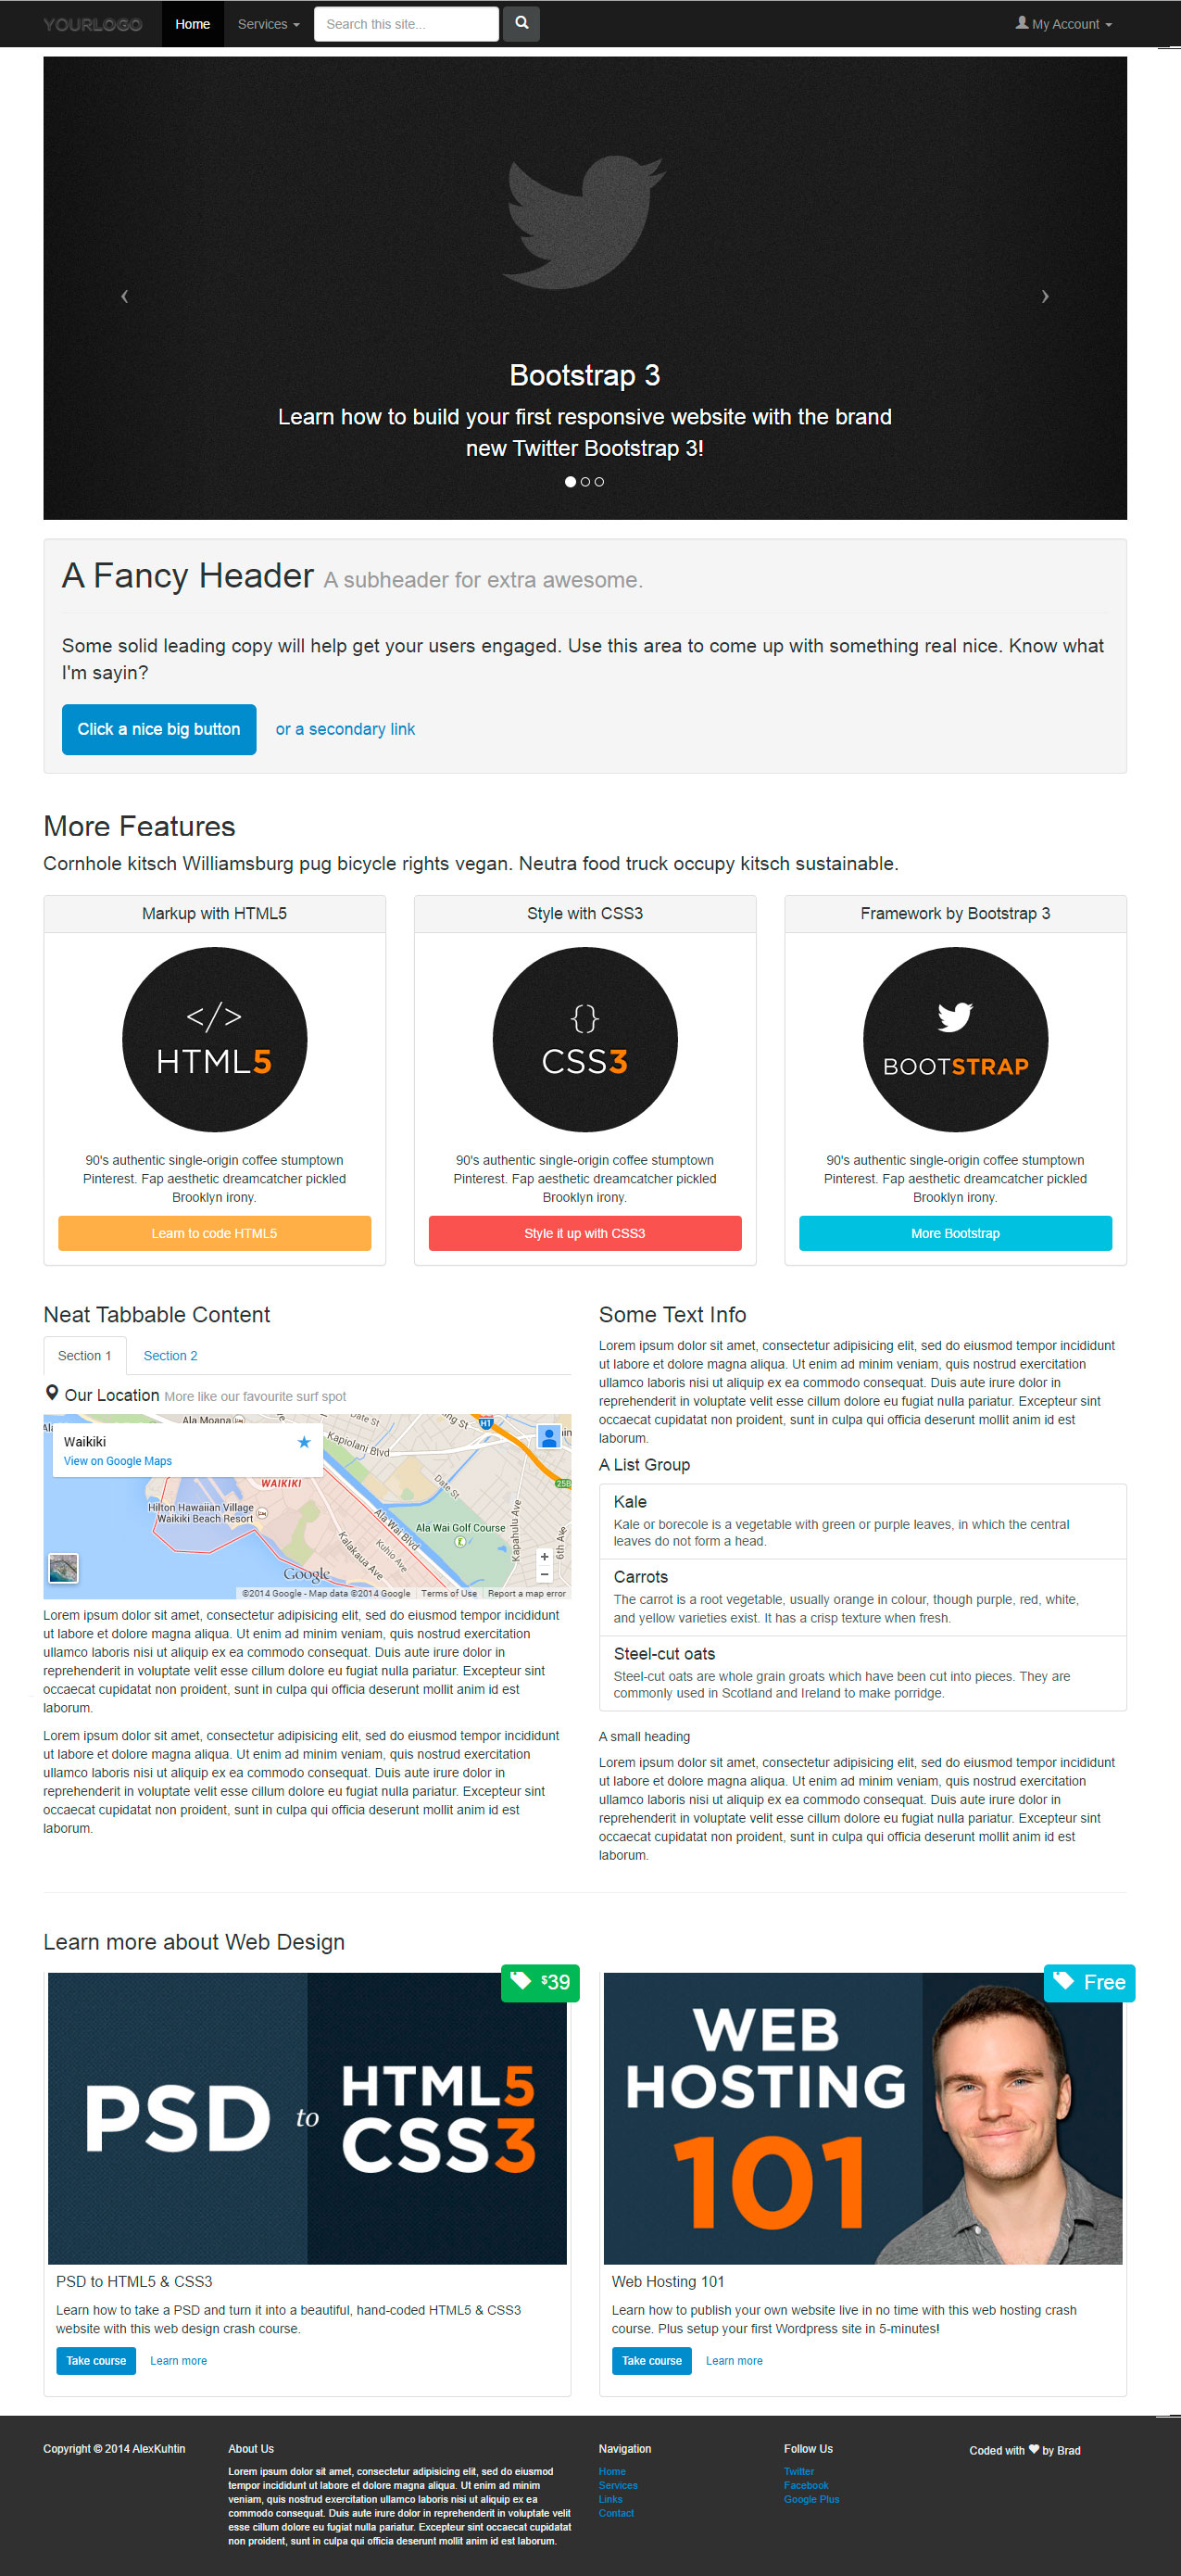 YOURLOGO
Home
Services
Search this site...
My Account
Bootstrap 3
Learn how to build your first responsive website with the brand
new Twitter Bootstrap 3!
A Fancy Header A subheader for extra awesome.
Some solid leading copy will help get your users engaged. Use this area to come up with something real nice. Know what
I'm sayin?
Click a nice big button
or a secondary link
More Features
Cornhole kitsch Williamsburg pug bicycle rights vegan. Neutra food truck occupy kitsch sustainable.
Markup with HTML5
</>
HTML5
90's authentic single-origin coffee stumptown
Pinterest. Fap aesthetic dreamcatcher pickled
Brooklyn irony.
Learn to code HTML5
Style with CSS3
{}
CSS3
90's authentic single-origin coffee stumptown
Pinterest. Fap aesthetic dreamcatcher pickled
Brooklyn irony.
Style it up with CSS3
Framework by Bootstrap 3
BOOTSTRAP
90's authentic single-origin coffee stumptown
Pinterest. Fap aesthetic dreamcatcher pickled
Brooklyn irony.
More Bootstrap
Neat Tabbable Content
Section 1
Section 2
Our Location More like our favourite surf spot
Ala Moana
Date St
Kapiolani Blvd
H1
Waikiki
View on Google Maps
WAIKIKI
Date St
Hilton Hawaiian Village
Waikiki Beach Resort
Ala Wai Blvd
Ala Wai Golf Course
Kapahulu Ave
6th Ave
Kuhio Ave
Kalakaua Ave
Google
+
−
©2014 Google - Map data ©2014 Google
Terms of Use
Report a map error
Lorem ipsum dolor sit amet, consectetur adipisicing elit, sed do eiusmod tempor incididunt
ut labore et dolore magna aliqua. Ut enim ad minim veniam, quis nostrud exercitation
ullamco laboris nisi ut aliquip ex ea commodo consequat. Duis aute irure dolor in
reprehenderit in voluptate velit esse cillum dolore eu fugiat nulla pariatur. Excepteur sint
occaecat cupidatat non proident, sunt in culpa qui officia deserunt mollit anim id est
laborum.
Lorem ipsum dolor sit amet, consectetur adipisicing elit, sed do eiusmod tempor incididunt
ut labore et dolore magna aliqua. Ut enim ad minim veniam, quis nostrud exercitation
ullamco laboris nisi ut aliquip ex ea commodo consequat. Duis aute irure dolor in
reprehenderit in voluptate velit esse cillum dolore eu fugiat nulla pariatur. Excepteur sint
occaecat cupidatat non proident, sunt in culpa qui officia deserunt mollit anim id est
laborum.
Some Text Info
Lorem ipsum dolor sit amet, consectetur adipisicing elit, sed do eiusmod tempor incididunt
ut labore et dolore magna aliqua. Ut enim ad minim veniam, quis nostrud exercitation
ullamco laboris nisi ut aliquip ex ea commodo consequat. Duis aute irure dolor in
reprehenderit in voluptate velit esse cillum dolore eu fugiat nulla pariatur. Excepteur sint
occaecat cupidatat non proident, sunt in culpa qui officia deserunt mollit anim id est
laborum.
A List Group
Kale
Kale or borecole is a vegetable with green or purple leaves, in which the central
leaves do not form a head.
Carrots
The carrot is a root vegetable, usually orange in colour, though purple, red, white,
and yellow varieties exist. It has a crisp texture when fresh.
Steel-cut oats
Steel-cut oats are whole grain groats which have been cut into pieces. They are
commonly used in Scotland and Ireland to make porridge.
A small heading
Lorem ipsum dolor sit amet, consectetur adipisicing elit, sed do eiusmod tempor incididunt
ut labore et dolore magna aliqua. Ut enim ad minim veniam, quis nostrud exercitation
ullamco laboris nisi ut aliquip ex ea commodo consequat. Duis aute irure dolor in
reprehenderit in voluptate velit esse cillum dolore eu fugiat nulla pariatur. Excepteur sint
occaecat cupidatat non proident, sunt in culpa qui officia deserunt mollit anim id est
laborum.
Learn more about Web Design
$39
PSD to HTML5
CSS3
PSD to HTML5 & CSS3
Learn how to take a PSD and turn it into a beautiful, hand-coded HTML5 & CSS3
website with this web design crash course.
Take course
Learn more
Free
WEB
HOSTING
101
Web Hosting 101
Learn how to publish your own website live in no time with this web hosting crash
course. Plus setup your first Wordpress site in 5-minutes!
Take course
Learn more
Copyright © 2014 AlexKuhtin
About Us
Lorem ipsum dolor sit amet, consectetur adipisicing elit, sed do eiusmod
tempor incididunt ut labore et dolore magna aliqua. Ut enim ad minim
veniam, quis nostrud exercitation ullamco laboris nisi ut aliquip ex ea
commodo consequat. Duis aute irure dolor in reprehenderit in voluptate velit
esse cillum dolore eu fugiat nulla pariatur. Excepteur sint occaecat cupidatat
non proident, sunt in culpa qui officia deserunt mollit anim id est laborum.
Navigation
Home
Services
Links
Contact
Follow Us
Twitter
Facebook
Google Plus
Coded with ♥ by Brad